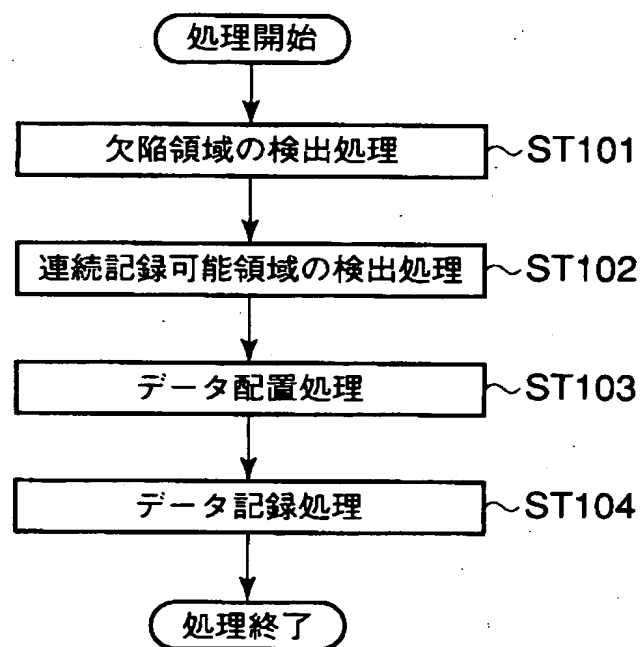 処理開始
欠陥領域の検出処理 ST101
連続記録可能領域の検出処理 ST102
データ配置処理 ST103
データ記録処理 ST104
処理終了